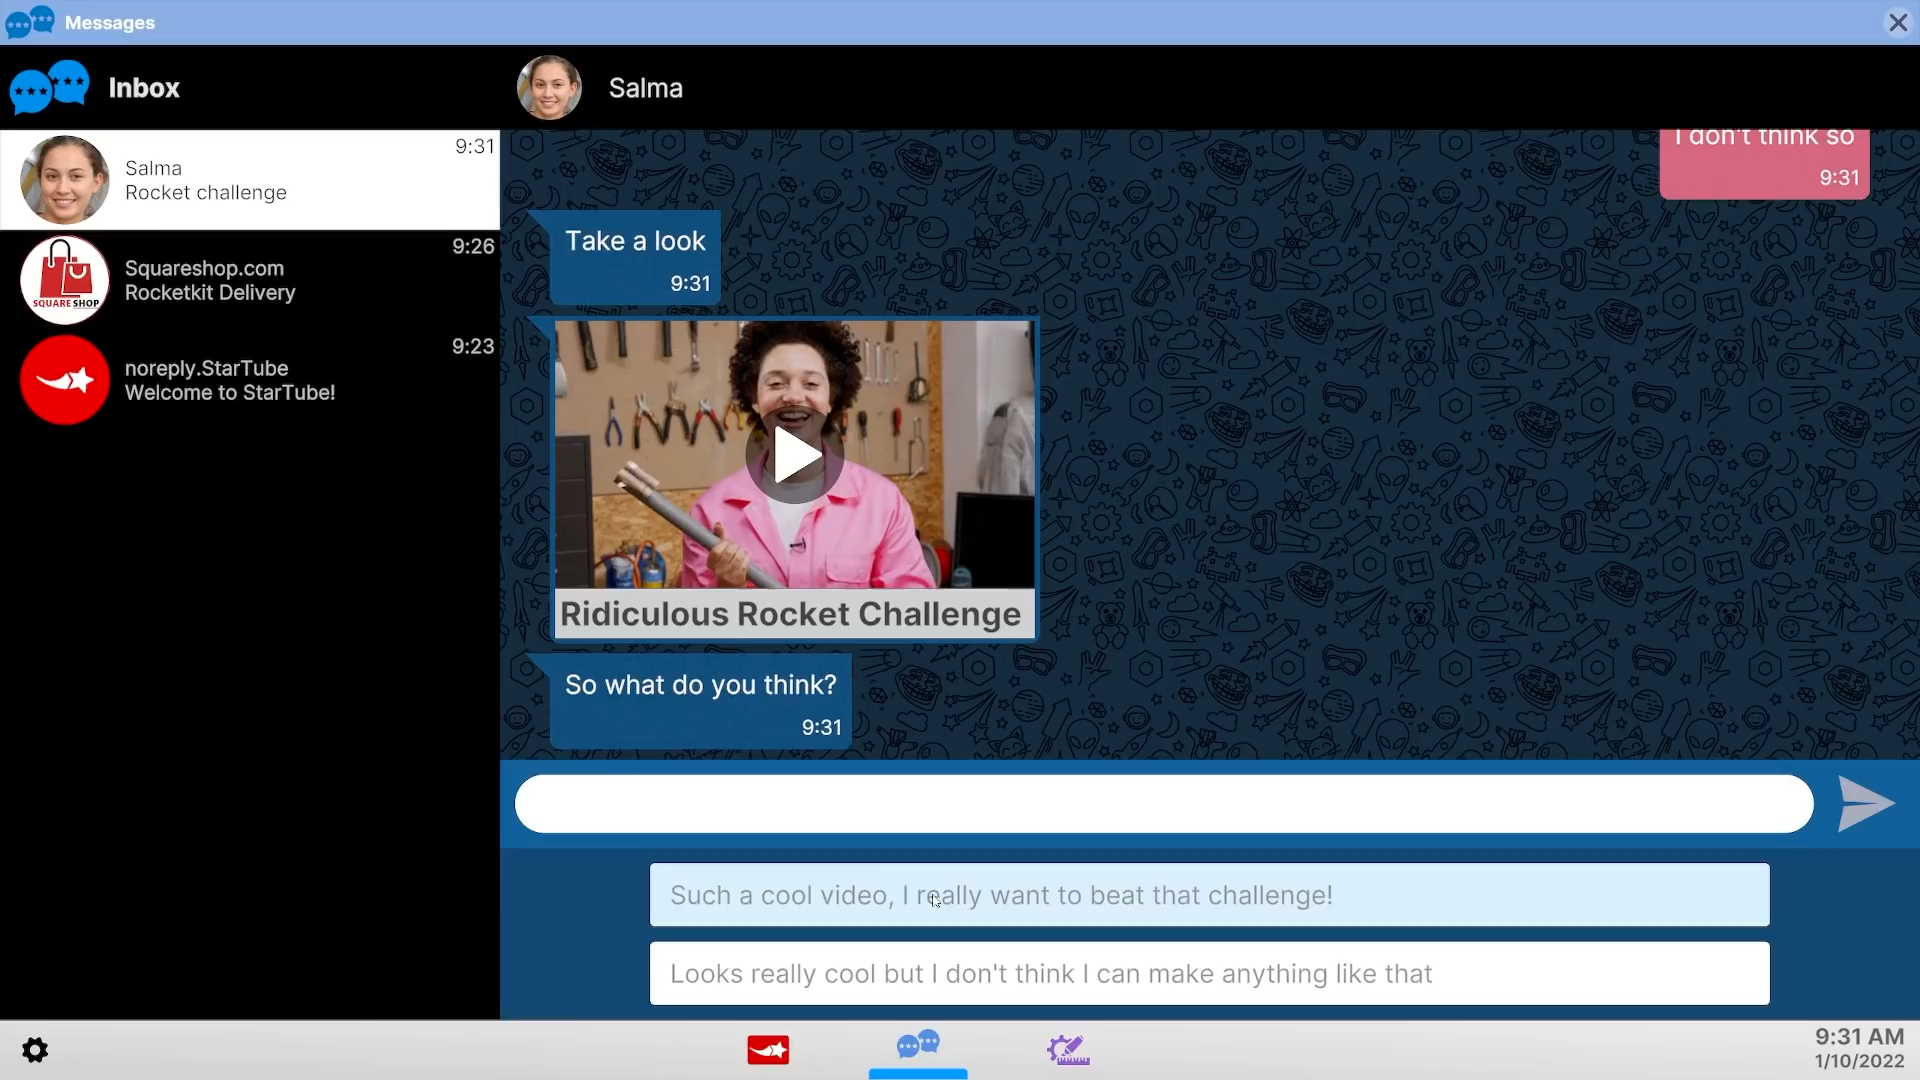 Messages
Inbox
Salma
9:31
Salma
Rocket challenge
9:26
Squareshop.com
Rocketkit Delivery
SQUARE SHOP
9:23
noreply.StarTube
Welcome to StarTube!
I don't think so
9:31
Take a look
9:31
Ridiculous Rocket Challenge
So what do you think?
9:31
Such a cool video, I really want to beat that challenge!
Looks really cool but I don't think I can make anything like that
9:31 AM
1/10/2022